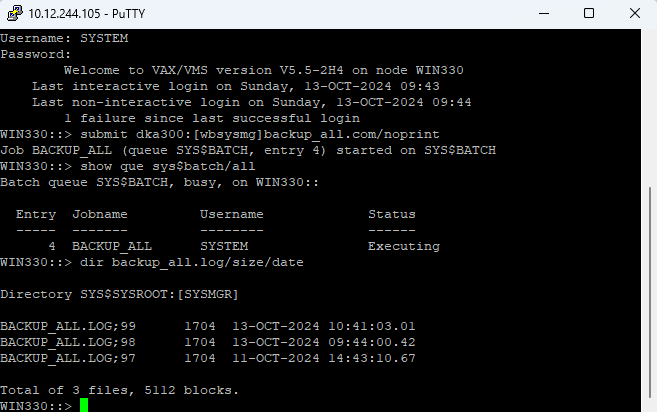 10.12.244.105 - PuTTY
Username: SYSTEM
Password:
        Welcome to VAX/VMS version V5.5-2H4 on node WIN330
    Last interactive login on Sunday, 13-OCT-2024 09:43
    Last non-interactive login on Sunday, 13-OCT-2024 09:44
        1 failure since last successful login
WIN330::> submit dka300:[wbsysmg]backup_all.com/noprint
Job BACKUP_ALL (queue SYS$BATCH, entry 4) started on SYS$BATCH
WIN330::> show que sys$batch/all
Batch queue SYS$BATCH, busy, on WIN330::
  Entry  Jobname         Username             Status
  -----  -------         --------             ------
      4  BACKUP_ALL      SYSTEM               Executing
WIN330::> dir backup_all.log/size/date
Directory SYS$SYSROOT:[SYSMGR]
BACKUP_ALL.LOG;99      1704  13-OCT-2024 10:41:03.01
BACKUP_ALL.LOG;98      1704  13-OCT-2024 09:44:00.42
BACKUP_ALL.LOG;97      1704  11-OCT-2024 14:43:10.67
Total of 3 files, 5112 blocks.
WIN330::>